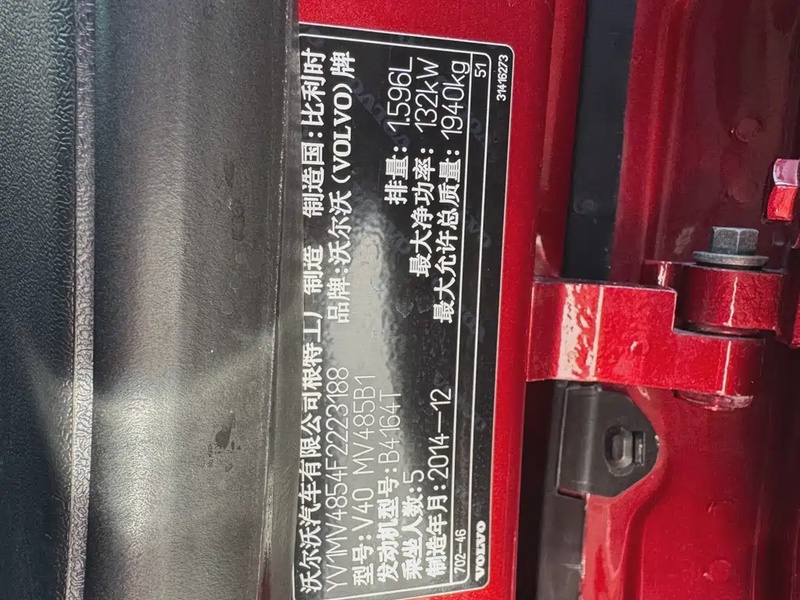 沃尔沃汽车有限公司根特工厂 制造 制造国:比利时
YV1MV4854F2223188 品牌:沃尔沃(VOLVO)牌
型号:V40 MV485B1
发动机型号:B4164T 排量: 1.596L
乘坐人数:5 最大净功率: 132kW
制造年月:2014-12 最大允许总质量: 1940kg
702-46 51
VOLVO 31416273